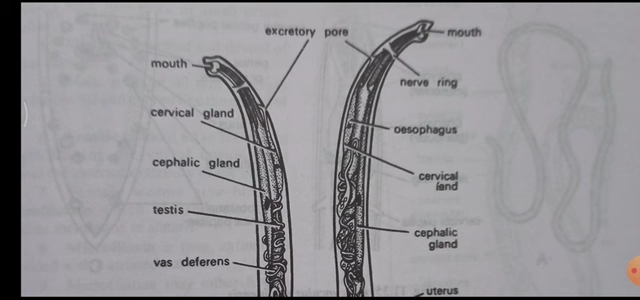 excretory pore
mouth
mouth
nerve ring
cervical gland
oesophagus
cephalic gland
cervical
land
testis
cephalic
gland
vas deferens
uterus